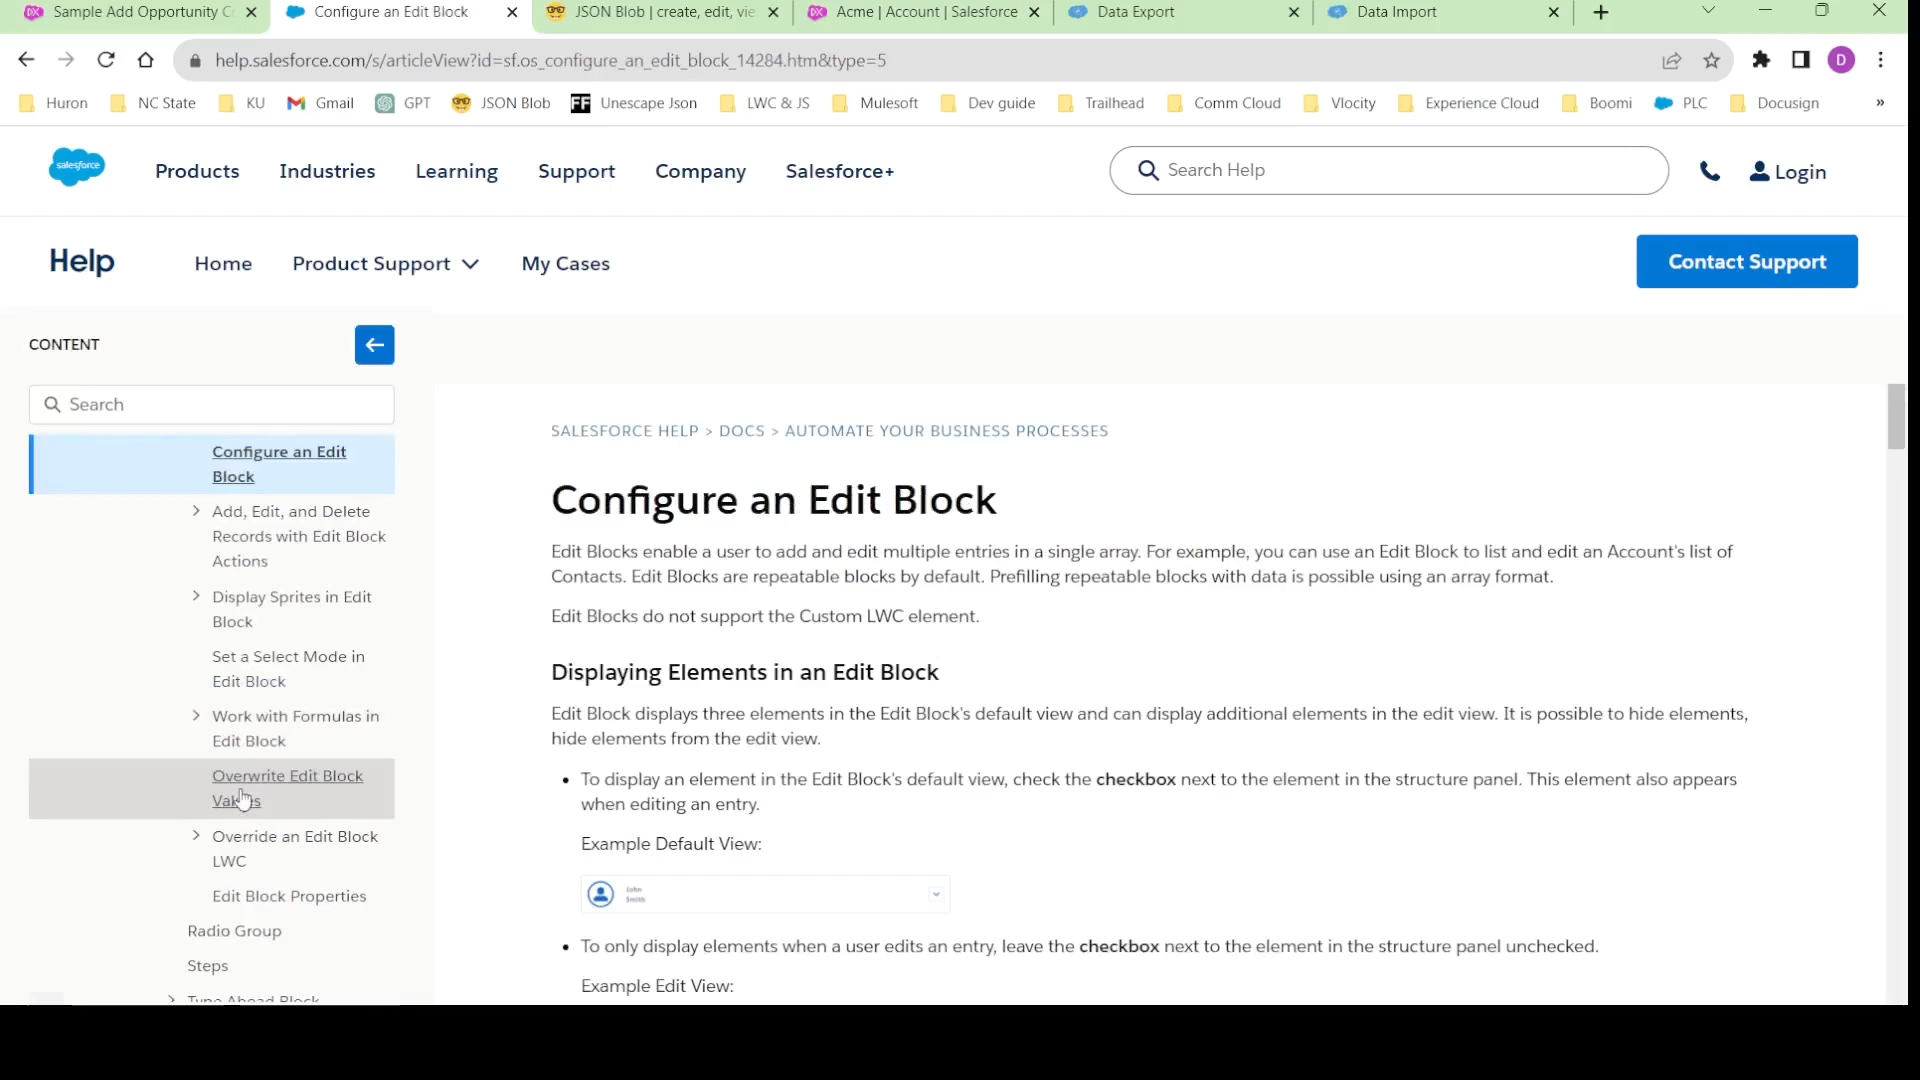 Sample Add Opportunity C
Configure an Edit Block
JSON Blob | create, edit, vie
Acme | Account | Salesforce
Data Export
Data Import
help.salesforce.com/s/articleView?id=sf.os_configure_an_edit_block_14284.htm&type=5
D
Huron
NC State
KU
Gmail
GPT
JSON Blob
FF
Unescape Json
LWC & JS
Mulesoft
Dev guide
Trailhead
Comm Cloud
Vlocity
Experience Cloud
Boomi
PLC
Docusign
»
salesforce
Products
Industries
Learning
Support
Company
Salesforce+
Search Help
Login
Help
Home
Product Support
My Cases
Contact Support
CONTENT
Search
Configure an Edit
Block
Add, Edit, and Delete
Records with Edit Block
Actions
Display Sprites in Edit
Block
Set a Select Mode in
Edit Block
Work with Formulas in
Edit Block
Overwrite Edit Block
Values
Override an Edit Block
LWC
Edit Block Properties
Radio Group
Steps
Type Ahead Block
SALESFORCE HELP > DOCS > AUTOMATE YOUR BUSINESS PROCESSES
Configure an Edit Block
Edit Blocks enable a user to add and edit multiple entries in a single array. For example, you can use an Edit Block to list and edit an Account's list of
Contacts. Edit Blocks are repeatable blocks by default. Prefilling repeatable blocks with data is possible using an array format.
Edit Blocks do not support the Custom LWC element.
Displaying Elements in an Edit Block
Edit Block displays three elements in the Edit Block's default view and can display additional elements in the edit view. It is possible to hide elements,
hide elements from the edit view.
• To display an element in the Edit Block's default view, check the checkbox next to the element in the structure panel. This element also appears
when editing an entry.
Example Default View:
John
Smith
• To only display elements when a user edits an entry, leave the checkbox next to the element in the structure panel unchecked.
Example Edit View: